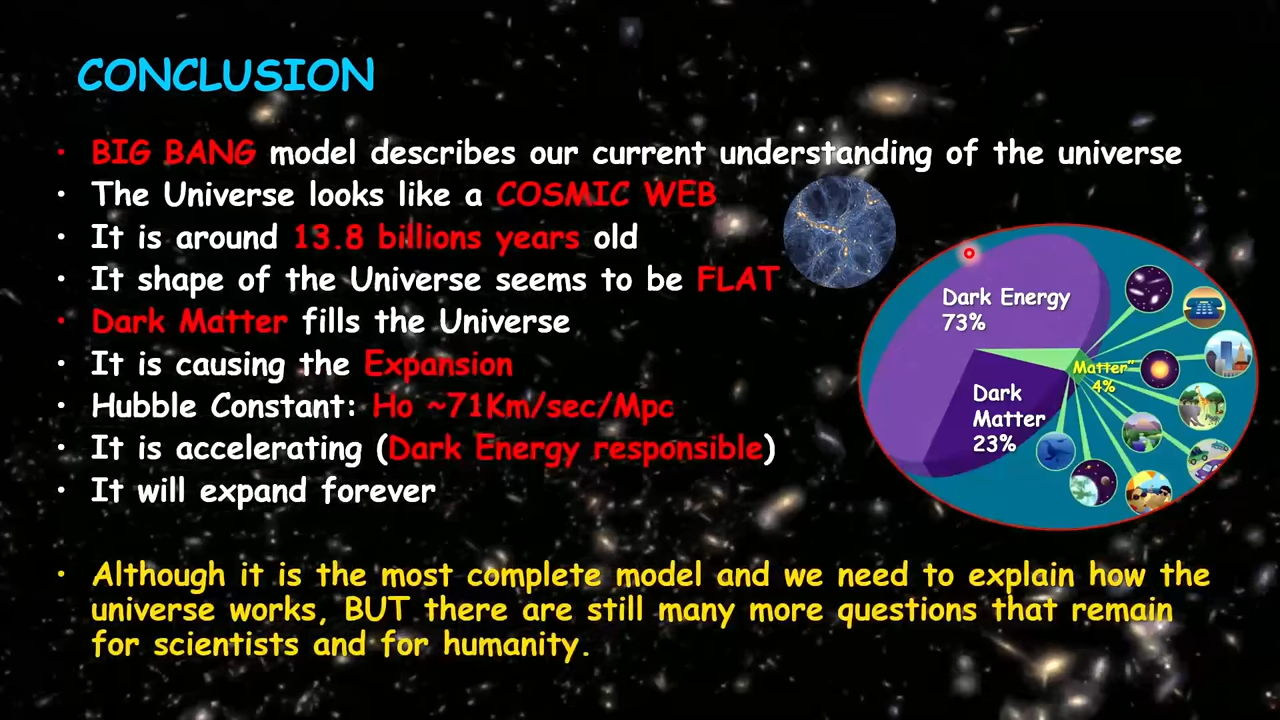 CONCLUSION
• BIG BANG model describes our current understanding of the universe
• The Universe looks like a COSMIC WEB
• It is around 13.8 billions years old
• It shape of the Universe seems to be FLAT
• Dark Matter fills the Universe
• It is causing the Expansion
• Hubble Constant: Ho ~71Km/sec/Mpc
• It is accelerating (Dark Energy responsible)
• It will expand forever
• Although it is the most complete model and we need to explain how the
universe works, BUT there are still many more questions that remain
for scientists and for humanity.
Dark Energy
73%
Dark
Matter
23%
Matter"
4%